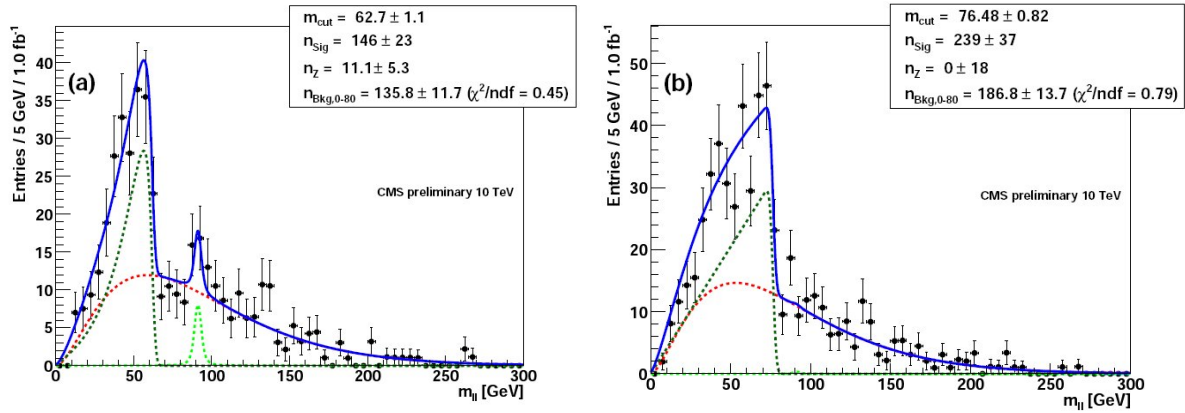 m_cut = 62.7 ± 1.1
n_Sig = 146 ± 23
n_Z = 11.1 ± 5.3
n_Bkg,0-80 = 135.8 ± 11.7 (χ²/ndf = 0.45)
(a)
CMS preliminary 10 TeV
Entries / 5 GeV / 1.0 fb⁻¹
40
35
30
25
20
15
10
5
0
0 50 100 150 200 250 300
m_ll [GeV]
m_cut = 76.48 ± 0.82
n_Sig = 239 ± 37
n_Z = 0 ± 18
n_Bkg,0-80 = 186.8 ± 13.7 (χ²/ndf = 0.79)
(b)
CMS preliminary 10 TeV
Entries / 5 GeV / 1.0 fb⁻¹
50
40
30
20
10
0
0 50 100 150 200 250 300
m_ll [GeV]